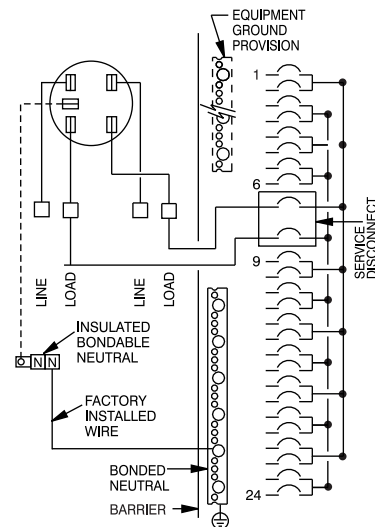 EQUIPMENT
GROUND
PROVISION
1
6
SERVICE
DISCONNECT
9
LINE
LOAD
LINE
LOAD
INSULATED
BONDABLE
NEUTRAL
N N
FACTORY
INSTALLED
WIRE
BONDED
NEUTRAL
24
BARRIER